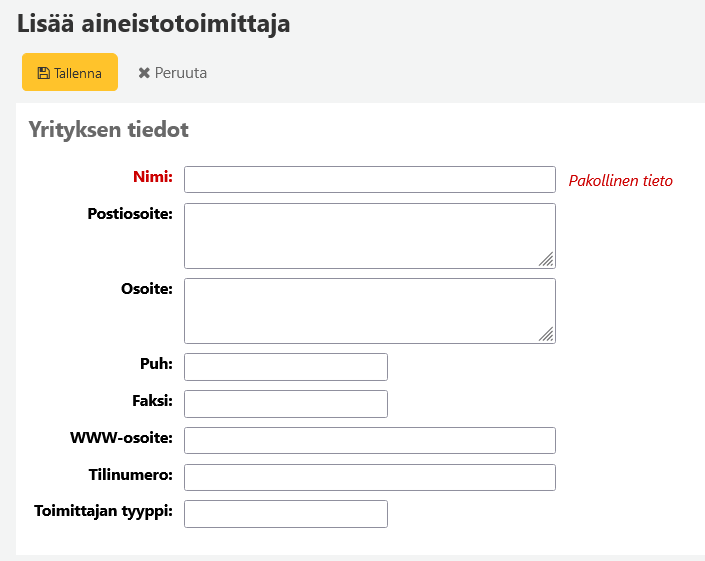 Lisää aineistotoimittaja
Tallenna Peruuta
Yrityksen tiedot
Nimi: Pakollinen tieto
Postiosoite:
Osoite:
Puh:
Faksi:
WWW-osoite:
Tilinumero:
Toimittajan tyyppi: